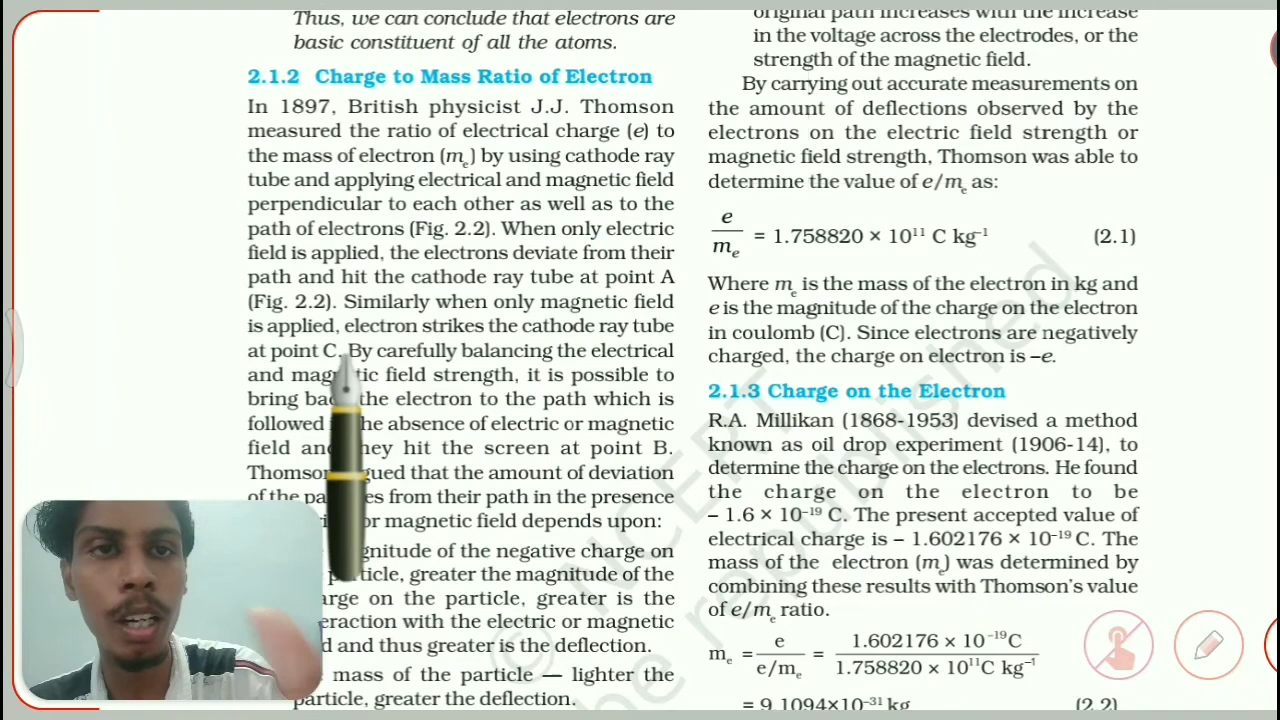 Thus, we can conclude that electrons are
basic constituent of all the atoms.
2.1.2 Charge to Mass Ratio of Electron
In 1897, British physicist J.J. Thomson
measured the ratio of electrical charge (e) to
the mass of electron (mₑ) by using cathode ray
tube and applying electrical and magnetic field
perpendicular to each other as well as to the
path of electrons (Fig. 2.2). When only electric
field is applied, the electrons deviate from their
path and hit the cathode ray tube at point A
(Fig. 2.2). Similarly when only magnetic field
is applied, electron strikes the cathode ray tube
at point C. By carefully balancing the electrical
and mag tic field strength, it is possible to
bring the electron to the path which is
followed he absence of electric or magnetic
field and hey hit the screen at point B.
Thomson gued that the amount of deviation
of the es from their path in the presence
or magnetic field depends upon:
gnitude of the negative charge on
ticle, greater the magnitude of the
arge on the particle, greater is the
eraction with the electric or magnetic
d and thus greater is the deflection.
mass of the particle — lighter the
particle, greater the deflection.
original path increases with the increase
in the voltage across the electrodes, or the
strength of the magnetic field.
By carrying out accurate measurements on
the amount of deflections observed by the
electrons on the electric field strength or
magnetic field strength, Thomson was able to
determine the value of e/mₑ as:
e/mₑ = 1.758820 × 10¹¹ C kg⁻¹ (2.1)
Where mₑ is the mass of the electron in kg and
e is the magnitude of the charge on the electron
in coulomb (C). Since electrons are negatively
charged, the charge on electron is –e.
2.1.3 Charge on the Electron
R.A. Millikan (1868-1953) devised a method
known as oil drop experiment (1906-14), to
determine the charge on the electrons. He found
the charge on the electron to be
– 1.6 × 10⁻¹⁹ C. The present accepted value of
electrical charge is – 1.602176 × 10⁻¹⁹ C. The
mass of the electron (mₑ) was determined by
combining these results with Thomson's value
of e/mₑ ratio.
mₑ = e / e/mₑ = 1.602176 × 10⁻¹⁹C / 1.758820 × 10¹¹C kg⁻¹
= 9.1094×10⁻³¹ kg (2.2)
© NCERT
be republished